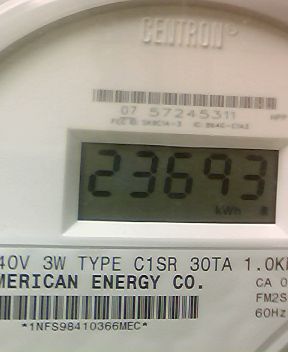 CENTRON®
07 57245311
23693
kWh
40V 3W TYPE C1SR 30TA 1.0K
MERICAN ENERGY CO.
CA 0
FM2S
60Hz
*1NFS98410366MEC*